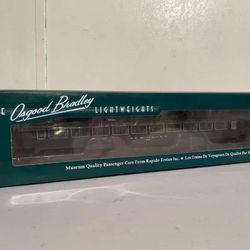 E
Osgood Bradley
LIGHTWEIGHTS
Museum Quality Passenger Cars From Rapido Trains Inc. • Les Trains De Voyageurs De Qualité Par R